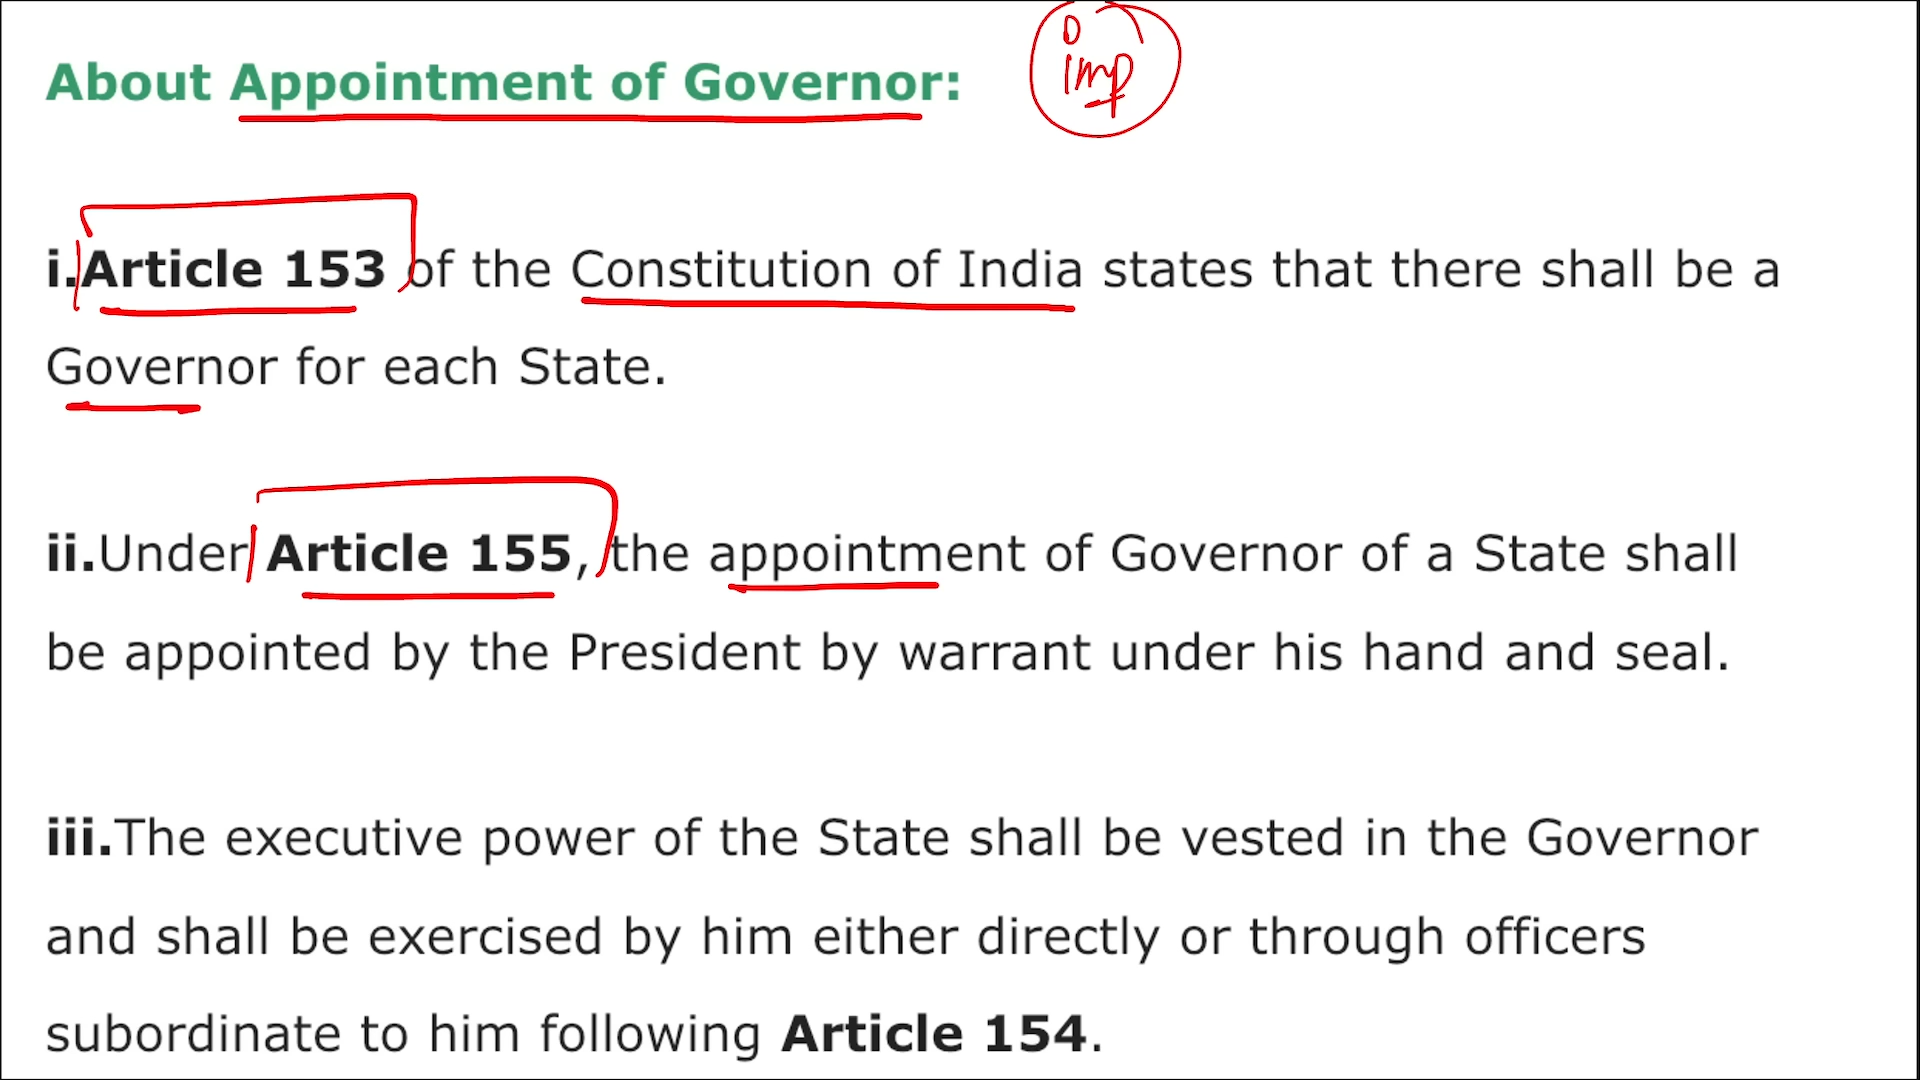 About Appointment of Governor:
imp
i.Article 153 of the Constitution of India states that there shall be a
Governor for each State.
ii.Under Article 155, the appointment of Governor of a State shall
be appointed by the President by warrant under his hand and seal.
iii.The executive power of the State shall be vested in the Governor
and shall be exercised by him either directly or through officers
subordinate to him following Article 154.